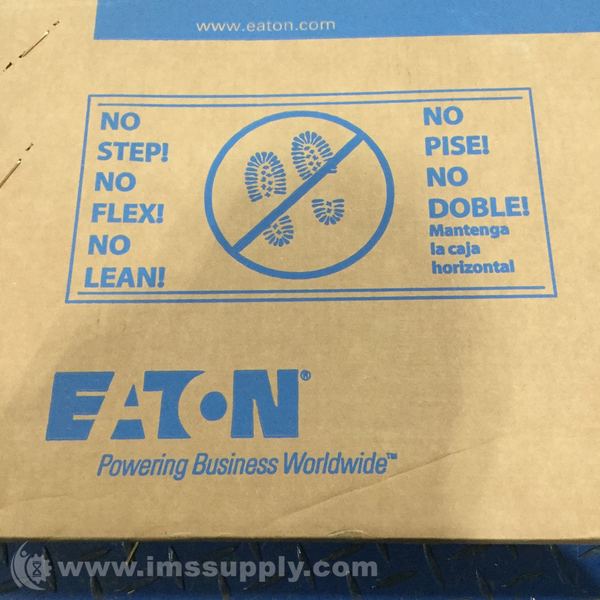 www.eaton.com
NO
STEP!
NO
FLEX!
NO
LEAN!
NO
PISE!
NO
DOBLE!
Mantenga
la caja
horizontal
EATON®
Powering Business Worldwide™
www.imssupply.com